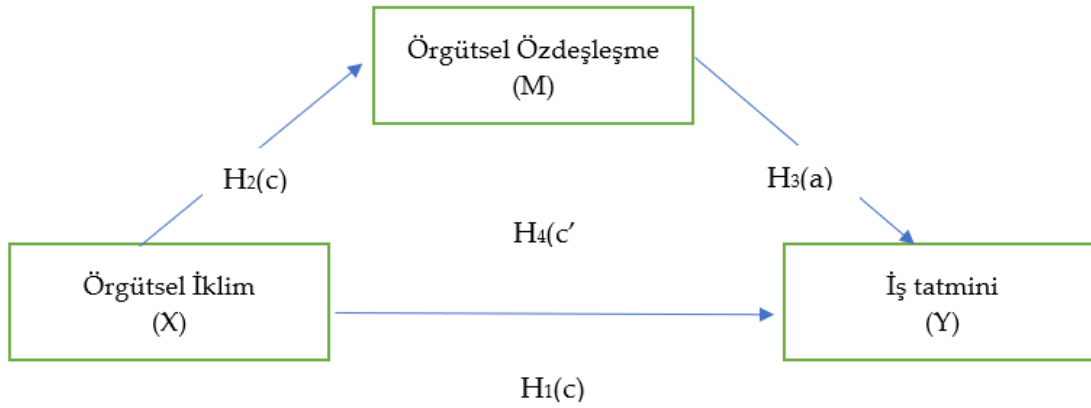 Örgütsel Özdeşleşme
(M)
H2(c)
H3(a)
H4(c′
Örgütsel İklim
(X)
İş tatmini
(Y)
H1(c)